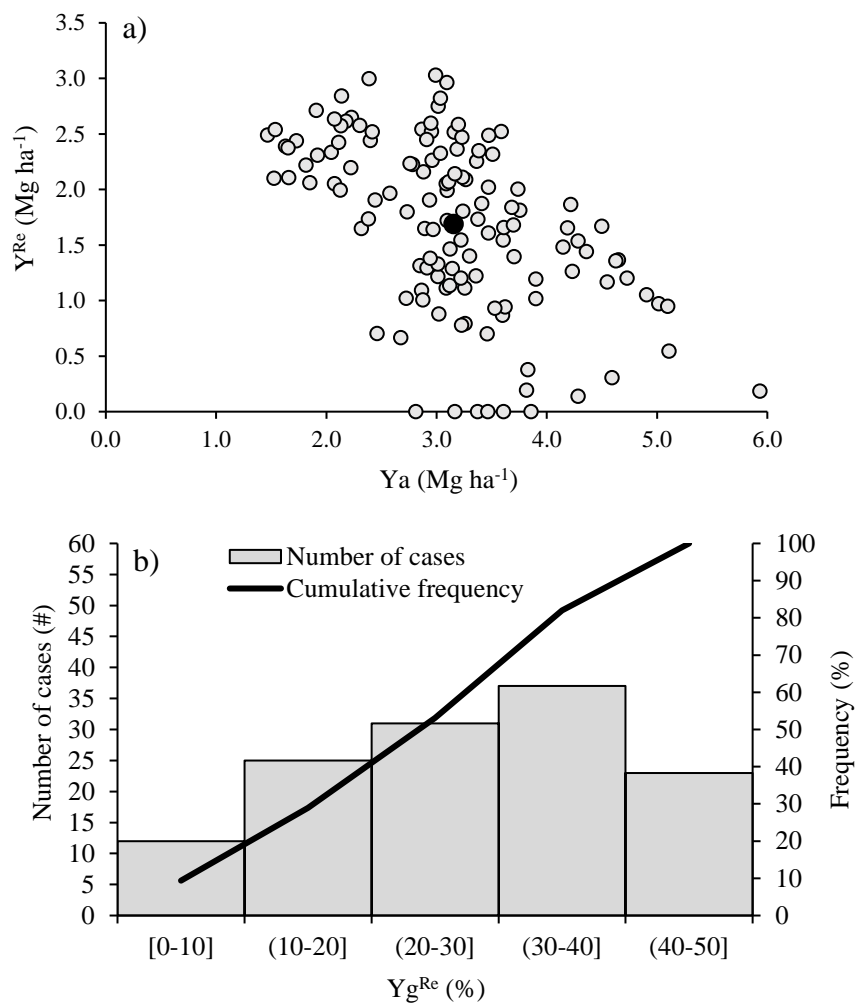 a)
3.5
3.0
2.5
2.0
1.5
1.0
0.5
0.0
0.0 1.0 2.0 3.0 4.0 5.0 6.0
Y^Re (Mg ha⁻¹)
Ya (Mg ha⁻¹)
b)
Number of cases
Cumulative frequency
60
55
50
45
40
35
30
25
20
15
10
5
0
Number of cases (#)
100
90
80
70
60
50
40
30
20
10
0
Frequency (%)
[0-10] (10-20] (20-30] (30-40] (40-50]
Yg^Re (%)